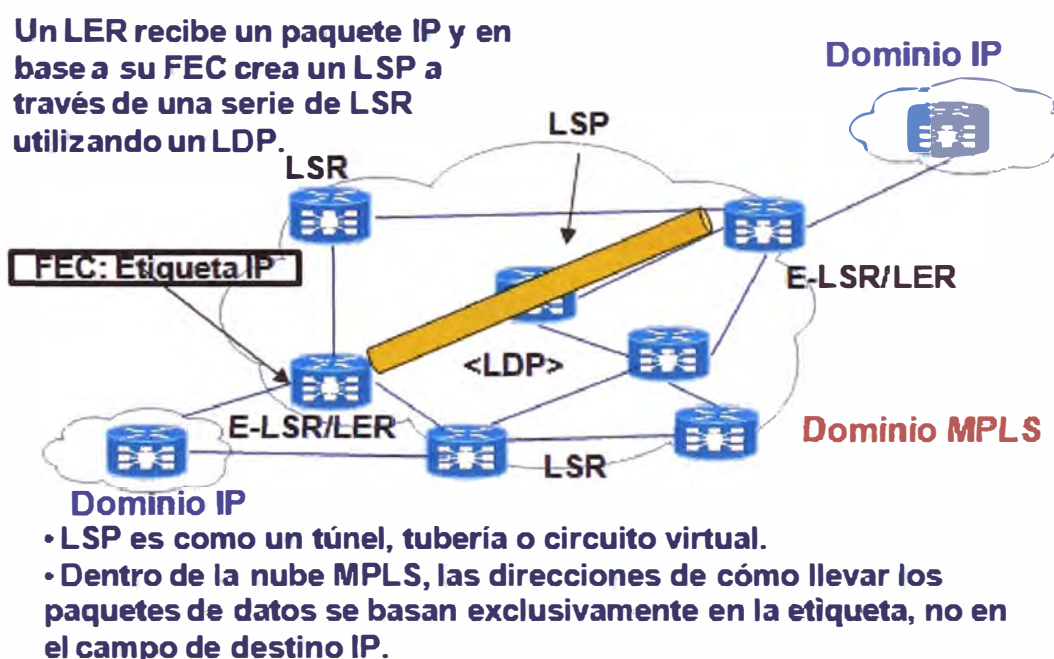 Un LER recibe un paquete IP y en
base a su FEC crea un LSP a
través de una serie de LSR
utilizando un LDP.
Dominio IP
LSP
LSR
FEC: Etiqueta IP
E-LSR/LER
<LDP>
E-LSR/LER
Dominio MPLS
LSR
Dominio IP
• LSP es como un túnel, tubería o circuito virtual.
• Dentro de la nube MPLS, las direcciones de cómo llevar los
paquetes de datos se basan exclusivamente en la etiqueta, no en
el campo de destino IP.